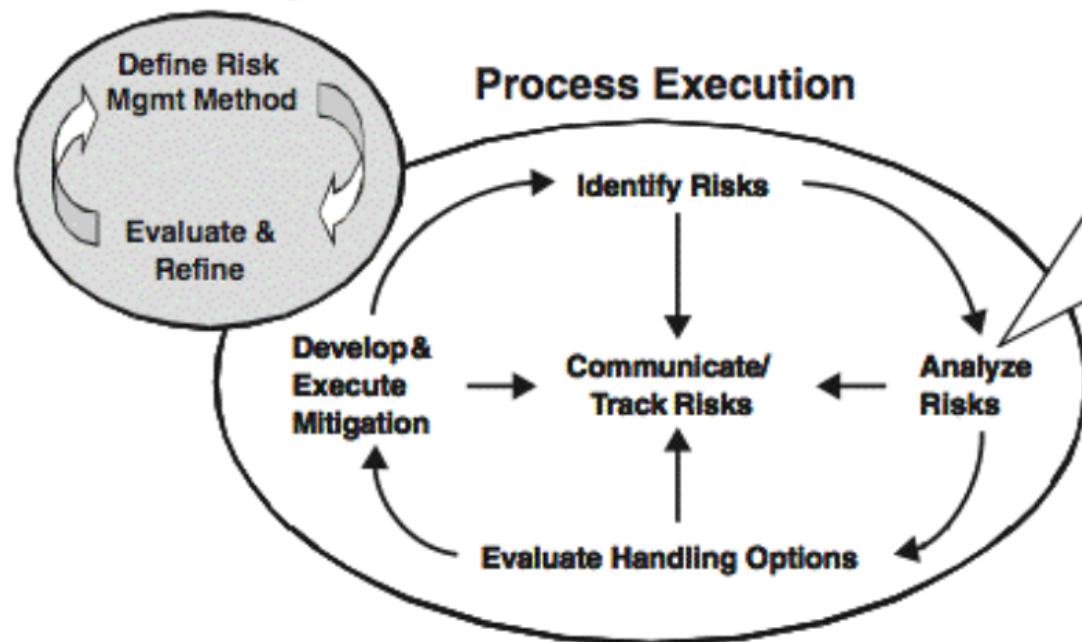 Define Risk
Mgmt Method
Evaluate &
Refine
Process Execution
Identify Risks
Develop &
Execute
Mitigation
Communicate/
Track Risks
Analyze
Risks
Evaluate Handling Options